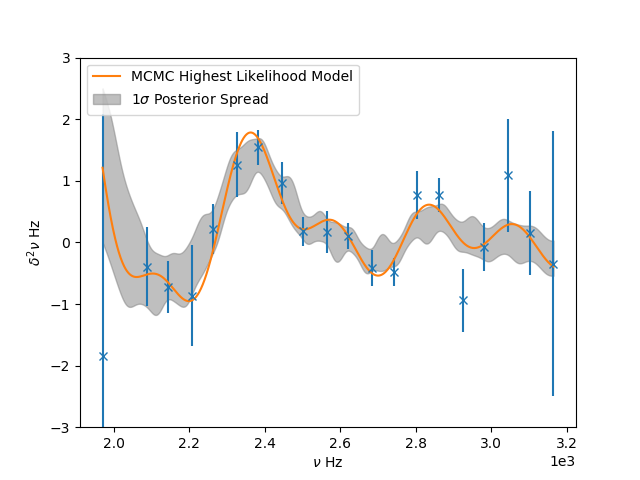 MCMC Highest Likelihood Model
1σ Posterior Spread
3
2
1
0
−1
−2
−3
δ²ν Hz
2.0 2.2 2.4 2.6 2.8 3.0 3.2
ν Hz
1e3